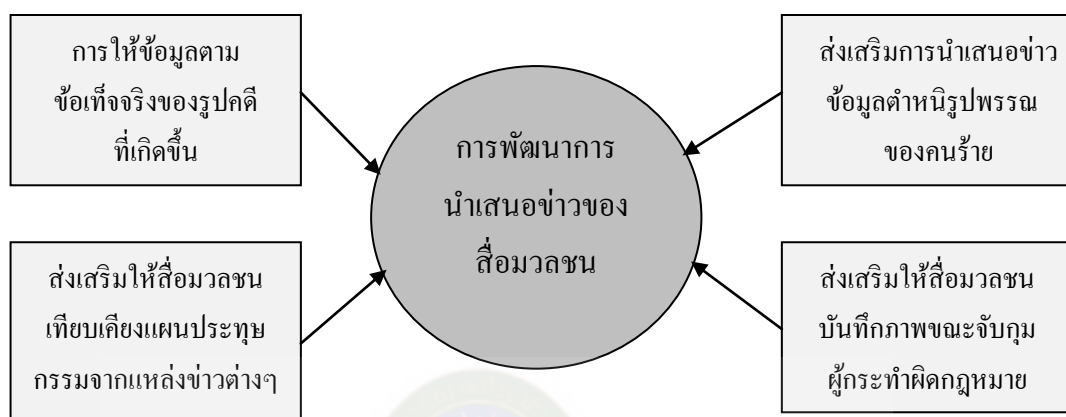 การให้ข้อมูลตาม
ข้อเท็จจริงของรูปคดี
ที่เกิดขึ้น
ส่งเสริมการนำเสนอข่าว
ข้อมูลตำหนิรูปพรรณ
ของคนร้าย
การพัฒนาการ
นำเสนอข่าวของ
สื่อมวลชน
ส่งเสริมให้สื่อมวลชน
เทียบเคียงแผนประทุษ
กรรมจากแหล่งข่าวต่างๆ
ส่งเสริมให้สื่อมวลชน
บันทึกภาพขณะจับกุม
ผู้กระทำผิดกฎหมาย